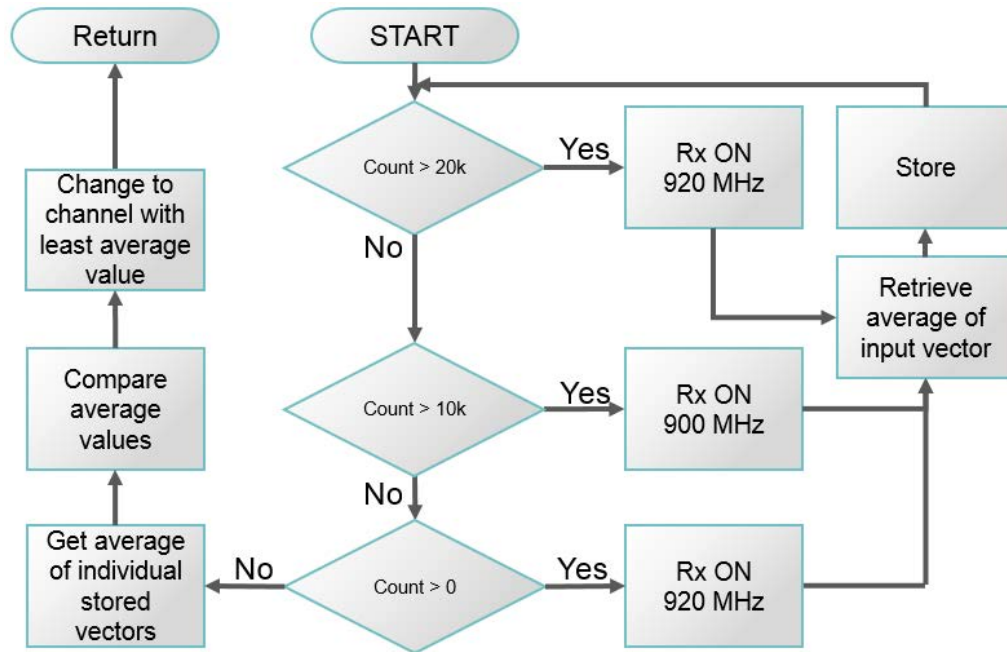 Return
START
Count > 20k
Yes
Rx ON
920 MHz
Store
No
Change to
channel with
least average
value
Retrieve
average of
input vector
Compare
average
values
Count > 10k
Yes
Rx ON
900 MHz
No
Get average
of individual
stored
vectors
No
Count > 0
Yes
Rx ON
920 MHz